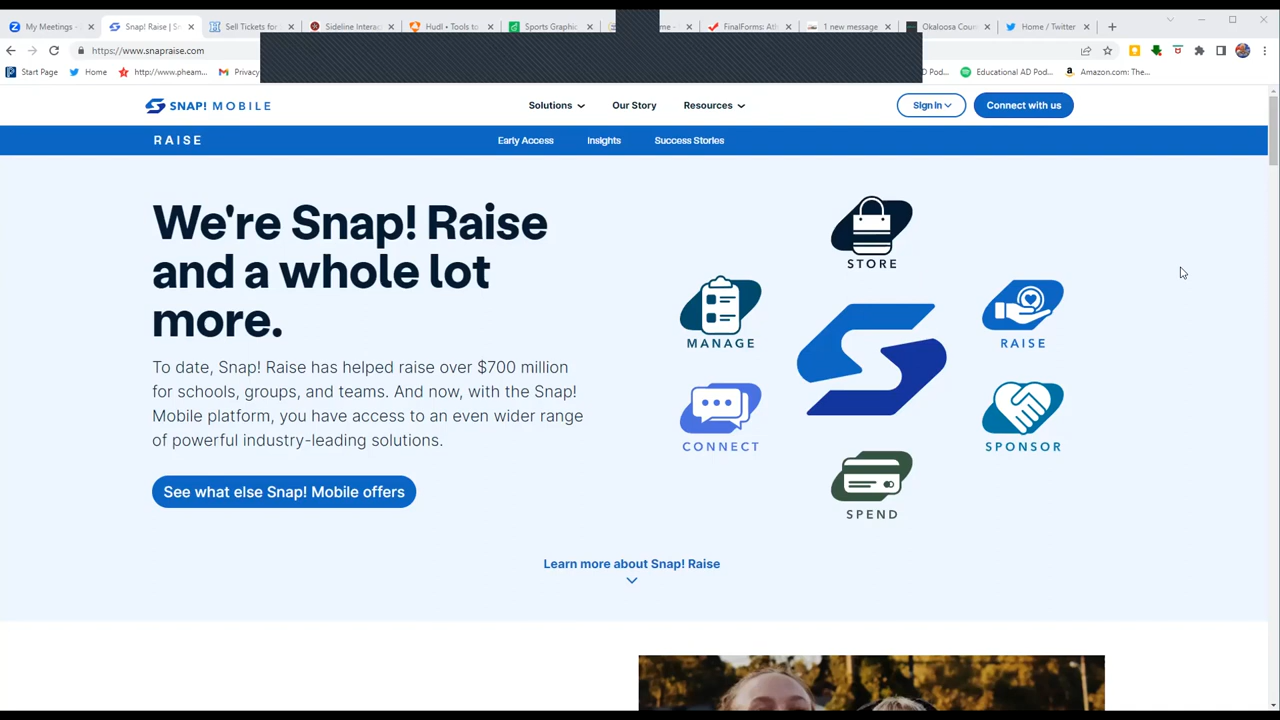 My Meetings -
Snap! Raise | S
Sell Tickets for
Sideline Interac
Hudl • Tools to
Sports Graphic
ome -
FinalForms: Ath
1 new message
Okaloosa Coun
Home / Twitter
https://www.snapraise.com
Start Page
Home
http://www.pheam...
Privacy
D Pod...
Educational AD Pod...
Amazon.com: The...
SNAP! MOBILE
Solutions
Our Story
Resources
Sign In
Connect with us
RAISE
Early Access
Insights
Success Stories
We're Snap! Raise
and a whole lot
more.
To date, Snap! Raise has helped raise over $700 million
for schools, groups, and teams. And now, with the Snap!
Mobile platform, you have access to an even wider range
of powerful industry-leading solutions.
See what else Snap! Mobile offers
STORE
MANAGE
RAISE
CONNECT
SPONSOR
SPEND
Learn more about Snap! Raise